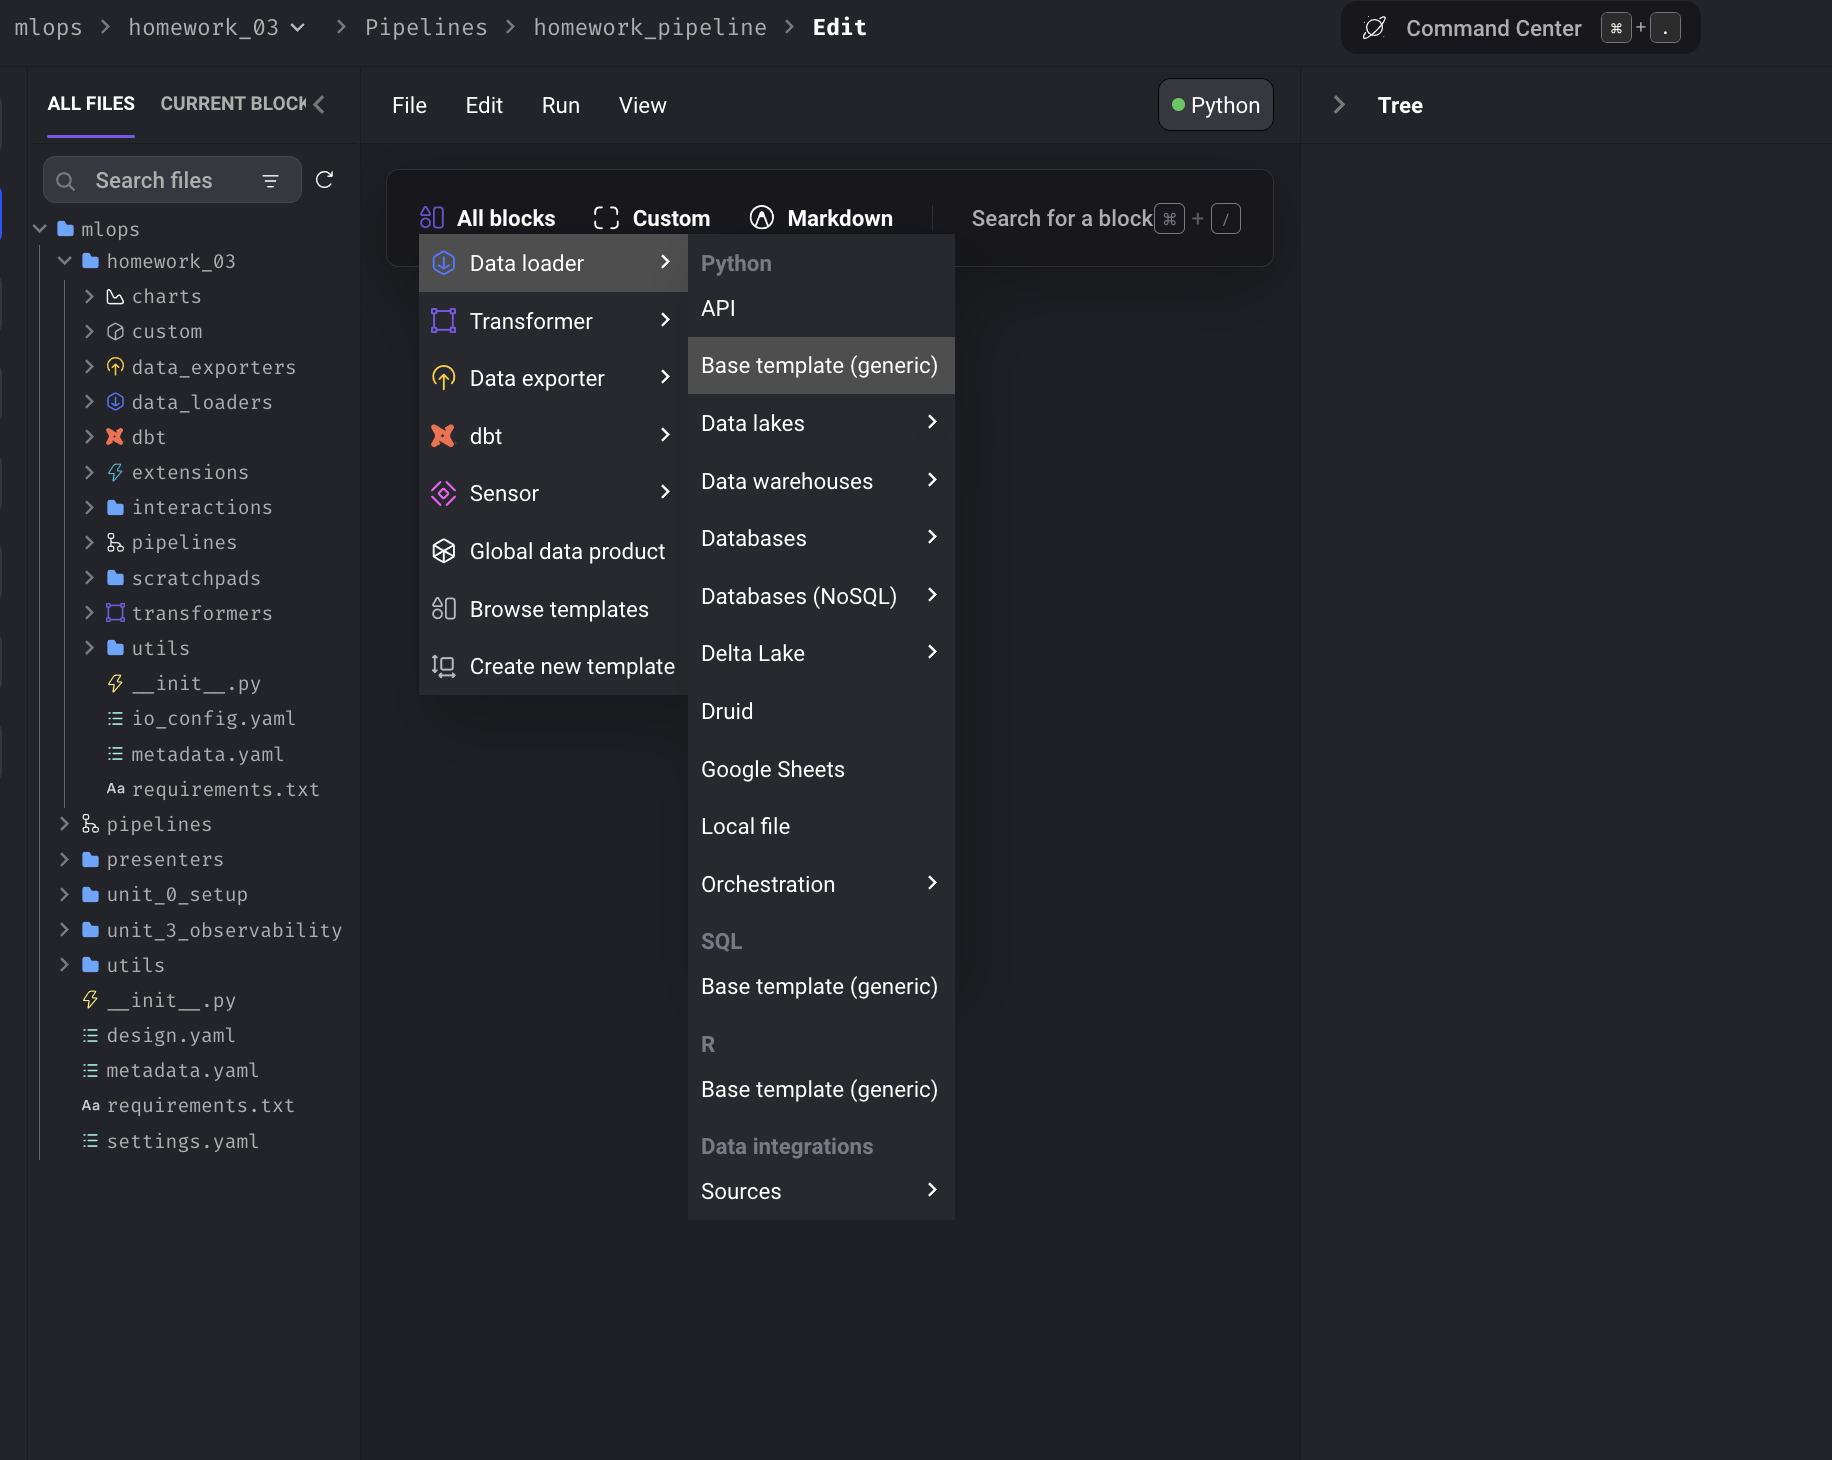 mlops > homework_03 > Pipelines > homework_pipeline > Edit
Command Center ⌘ + .
ALL FILES CURRENT BLOCK
File Edit Run View
Python
Tree
Search files
All blocks Custom Markdown Search for a block ⌘ + /
mlops
homework_03
charts
custom
data_exporters
data_loaders
dbt
extensions
interactions
pipelines
scratchpads
transformers
utils
__init__.py
io_config.yaml
metadata.yaml
Aa requirements.txt
pipelines
presenters
unit_0_setup
unit_3_observability
utils
__init__.py
design.yaml
metadata.yaml
Aa requirements.txt
settings.yaml
Data loader
Transformer
Data exporter
dbt
Sensor
Global data product
Browse templates
Create new template
Python
API
Base template (generic)
Data lakes
Data warehouses
Databases
Databases (NoSQL)
Delta Lake
Druid
Google Sheets
Local file
Orchestration
SQL
Base template (generic)
R
Base template (generic)
Data integrations
Sources